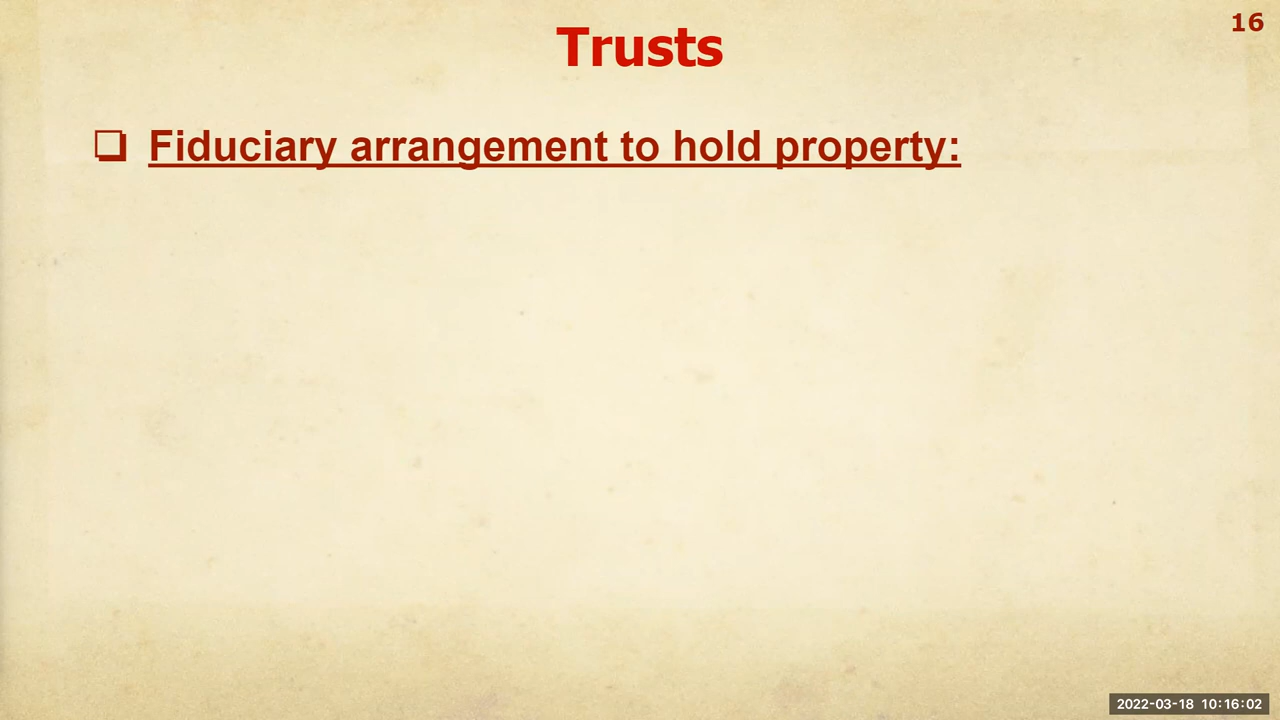 16
Trusts
❑ Fiduciary arrangement to hold property:
2022-03-18 10:16:02